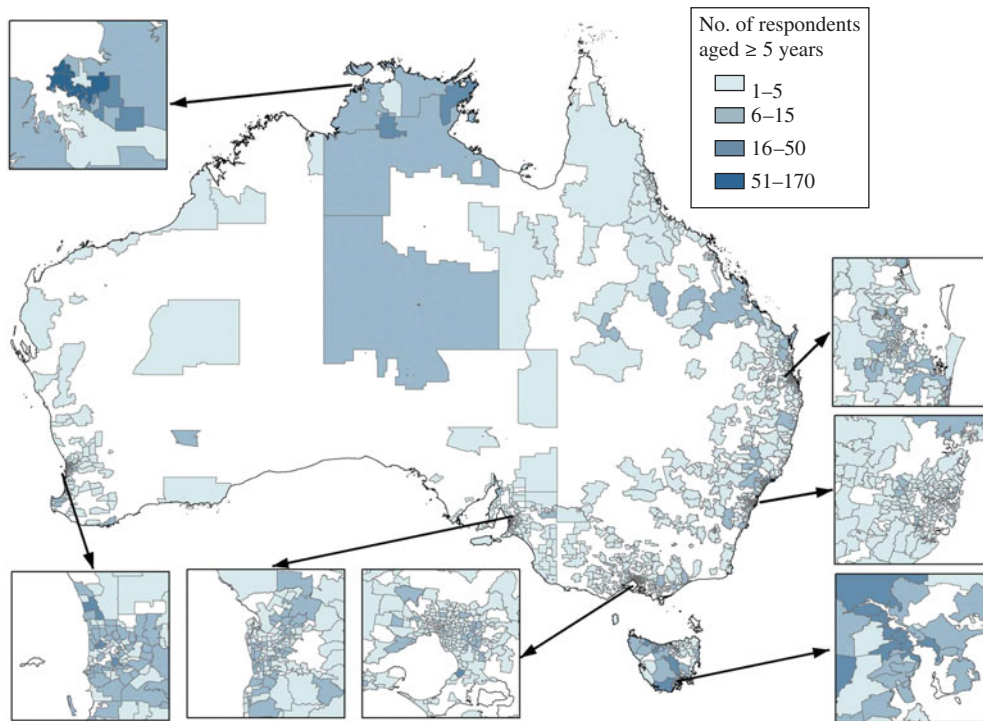 No. of respondents
aged ≥ 5 years
1–5
6–15
16–50
51–170